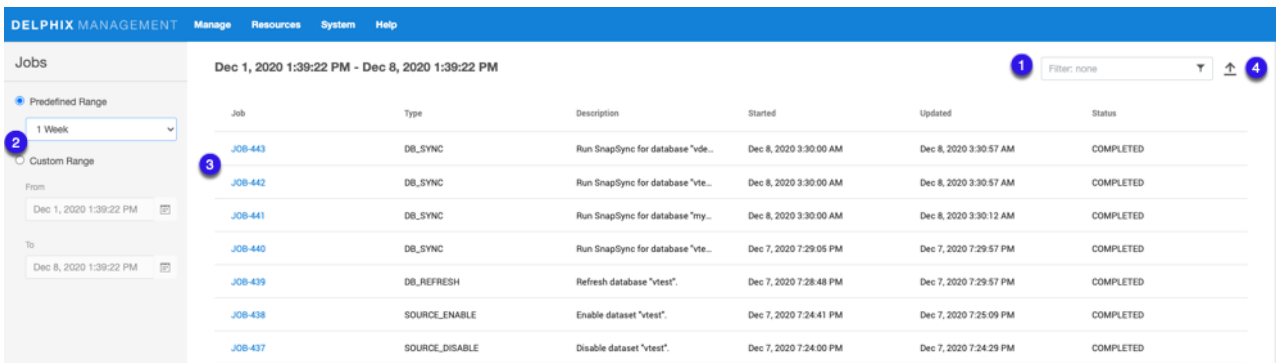 DELPHIX MANAGEMENT Manage Resources System Help
Jobs
Predefined Range
1 Week
2
Custom Range
From
Dec 1, 2020 1:39:22 PM
To
Dec 8, 2020 1:39:22 PM
Dec 1, 2020 1:39:22 PM - Dec 8, 2020 1:39:22 PM
1 Filter: none 4
Job Type Description Started Updated Status
3
JOB-443 DB_SYNC Run SnapSync for database "vde... Dec 8, 2020 3:30:00 AM Dec 8, 2020 3:30:57 AM COMPLETED
JOB-442 DB_SYNC Run SnapSync for database "vte... Dec 8, 2020 3:30:00 AM Dec 8, 2020 3:30:57 AM COMPLETED
JOB-441 DB_SYNC Run SnapSync for database "my... Dec 8, 2020 3:30:00 AM Dec 8, 2020 3:30:12 AM COMPLETED
JOB-440 DB_SYNC Run SnapSync for database "vte... Dec 7, 2020 7:29:05 PM Dec 7, 2020 7:29:57 PM COMPLETED
JOB-439 DB_REFRESH Refresh database "vtest". Dec 7, 2020 7:28:48 PM Dec 7, 2020 7:29:57 PM COMPLETED
JOB-438 SOURCE_ENABLE Enable dataset "vtest". Dec 7, 2020 7:24:41 PM Dec 7, 2020 7:25:09 PM COMPLETED
JOB-437 SOURCE_DISABLE Disable dataset "vtest". Dec 7, 2020 7:24:00 PM Dec 7, 2020 7:24:29 PM COMPLETED